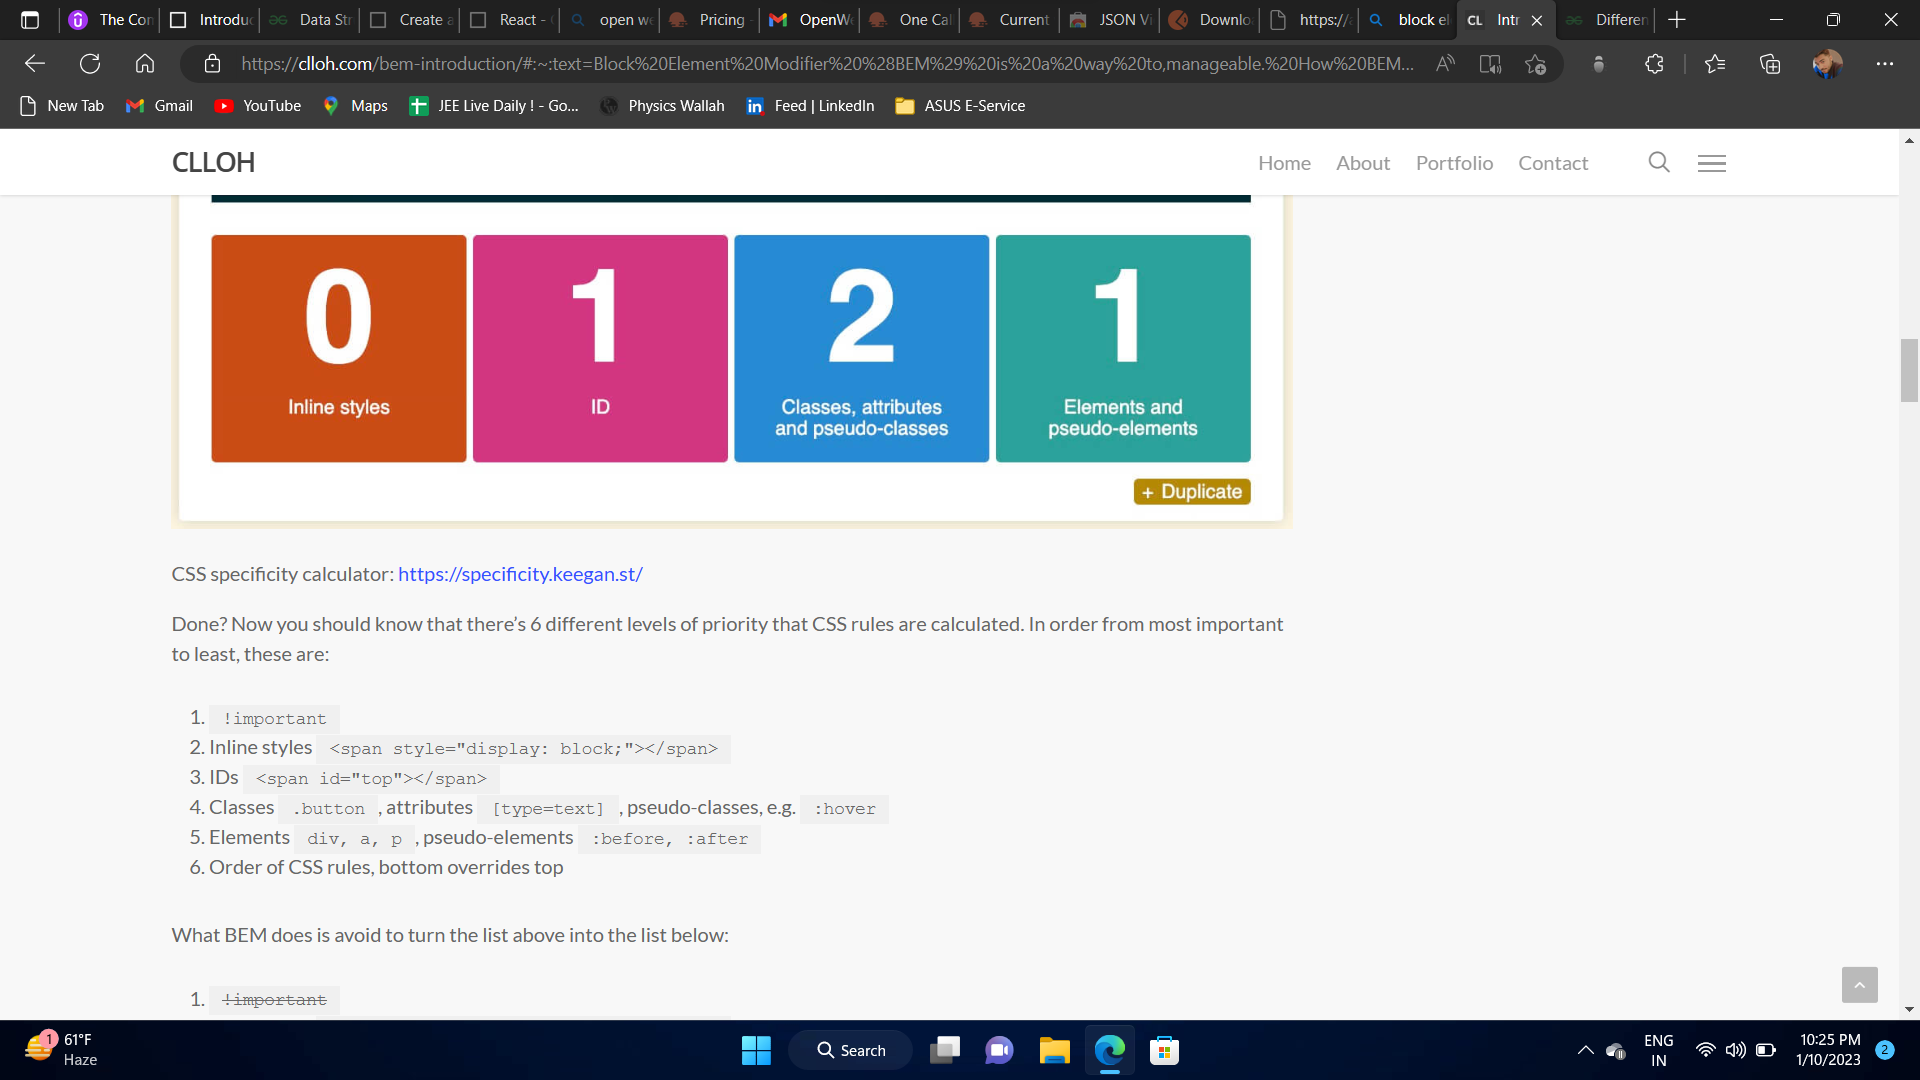 The Con
Introdu
Data Str
Create a
React -
open we
Pricing
OpenWe
One Cal
Current
JSON Vi
Downlo
https://
block el
CL Intr
Differen
https://clloh.com/bem-introduction/#:~:text=Block%20Element%20Modifier%20%28BEM%29%20is%20a%20way%20to,manageable.%20How%20BEM...
New Tab
Gmail
YouTube
Maps
JEE Live Daily ! - Go...
Physics Wallah
Feed | LinkedIn
ASUS E-Service
CLLOH
Home
About
Portfolio
Contact
0
Inline styles
1
ID
2
Classes, attributes
and pseudo-classes
1
Elements and
pseudo-elements
+ Duplicate
CSS specificity calculator: https://specificity.keegan.st/
Done? Now you should know that there’s 6 different levels of priority that CSS rules are calculated. In order from most important
to least, these are:
1. !important
2. Inline styles <span style="display: block;"></span>
3. IDs <span id="top"></span>
4. Classes .button , attributes [type=text] , pseudo-classes, e.g. :hover
5. Elements div, a, p , pseudo-elements :before, :after
6. Order of CSS rules, bottom overrides top
What BEM does is avoid to turn the list above into the list below:
1. !important
1
61°F
Haze
Search
ENG
IN
10:25 PM
1/10/2023
2